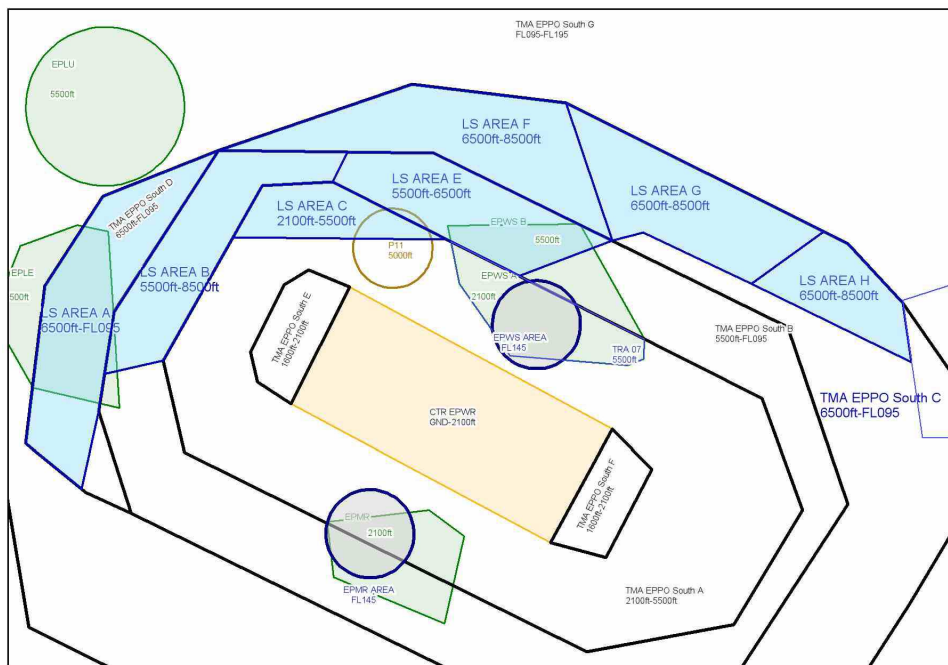 TMA EPPO South G
FL095-FL195
EPLU
5500ft
LS AREA F
6500ft-8500ft
LS AREA E
5500ft-6500ft
LS AREA G
6500ft-8500ft
LS AREA C
2100ft-5500ft
TMA EPPO South D
6500ft-FL095
P11
5000ft
EPWS B
5500ft
EPLE
500ft
LS AREA B
5500ft-8500ft
EPWS A
2100ft
LS AREA H
6500ft-8500ft
LS AREA A
6500ft-FL095
TMA EPPO South E
1600ft-2100ft
EPWS AREA
FL145
TRA 07
5500ft
TMA EPPO South B
5500ft-FL095
TMA EPPO South C
6500ft-FL095
CTR EPWR
GND-2100ft
TMA EPPO South F
1600ft-2100ft
EPMR
2100ft
EPMR AREA
FL145
TMA EPPO South A
2100ft-5500ft